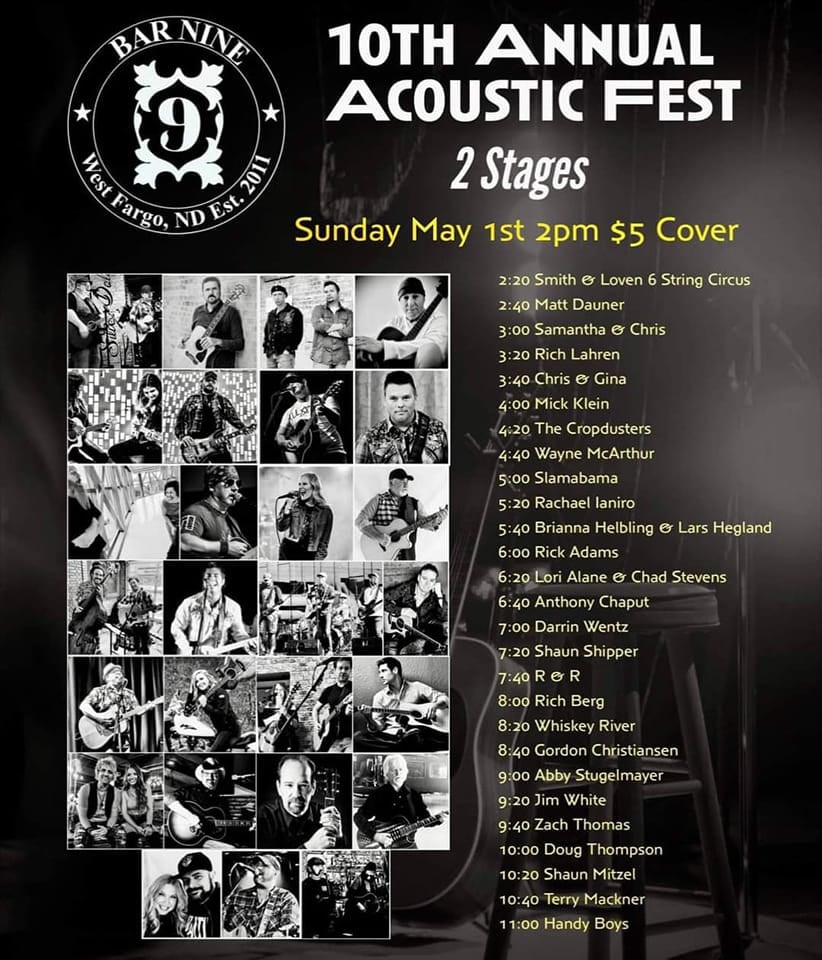 BAR NINE
9
West Fargo, ND Est. 2011
10TH ANNUAL
ACOUSTIC FEST
2 Stages
Sunday May 1st 2pm $5 Cover
2:20 Smith & Loven 6 String Circus
2:40 Matt Dauner
3:00 Samantha & Chris
3:20 Rich Lahren
3:40 Chris & Gina
4:00 Mick Klein
4:20 The Cropdusters
4:40 Wayne McArthur
5:00 Slamabama
5:20 Rachael Ianiro
5:40 Brianna Helbling & Lars Hegland
6:00 Rick Adams
6:20 Lori Alane & Chad Stevens
6:40 Anthony Chaput
7:00 Darrin Wentz
7:20 Shaun Shipper
7:40 R & R
8:00 Rich Berg
8:20 Whiskey River
8:40 Gordon Christiansen
9:00 Abby Stugelmayer
9:20 Jim White
9:40 Zach Thomas
10:00 Doug Thompson
10:20 Shaun Mitzel
10:40 Terry Mackner
11:00 Handy Boys